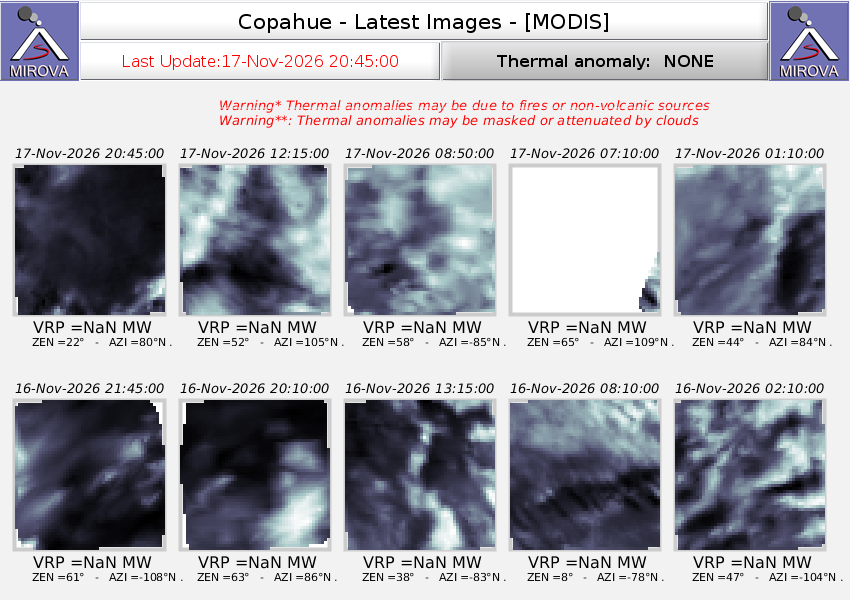 Copahue - Latest Images - [MODIS]
MIROVA
Last Update:17-Nov-2026 20:45:00
Thermal anomaly: NONE
MIROVA
Warning* Thermal anomalies may be due to fires or non-volcanic sources
Warning**: Thermal anomalies may be masked or attenuated by clouds
17-Nov-2026 20:45:00 17-Nov-2026 12:15:00 17-Nov-2026 08:50:00 17-Nov-2026 07:10:00 17-Nov-2026 01:10:00
VRP =NaN MW VRP =NaN MW VRP =NaN MW VRP =NaN MW VRP =NaN MW
ZEN =22° - AZI =80°N . ZEN =52° - AZI =105°N . ZEN =58° - AZI =-85°N . ZEN =65° - AZI =109°N . ZEN =44° - AZI =84°N .
16-Nov-2026 21:45:00 16-Nov-2026 20:10:00 16-Nov-2026 13:15:00 16-Nov-2026 08:10:00 16-Nov-2026 02:10:00
VRP =NaN MW VRP =NaN MW VRP =NaN MW VRP =NaN MW VRP =NaN MW
ZEN =61° - AZI =-108°N . ZEN =63° - AZI =86°N . ZEN =38° - AZI =-83°N . ZEN =8° - AZI =-78°N . ZEN =47° - AZI =-104°N .